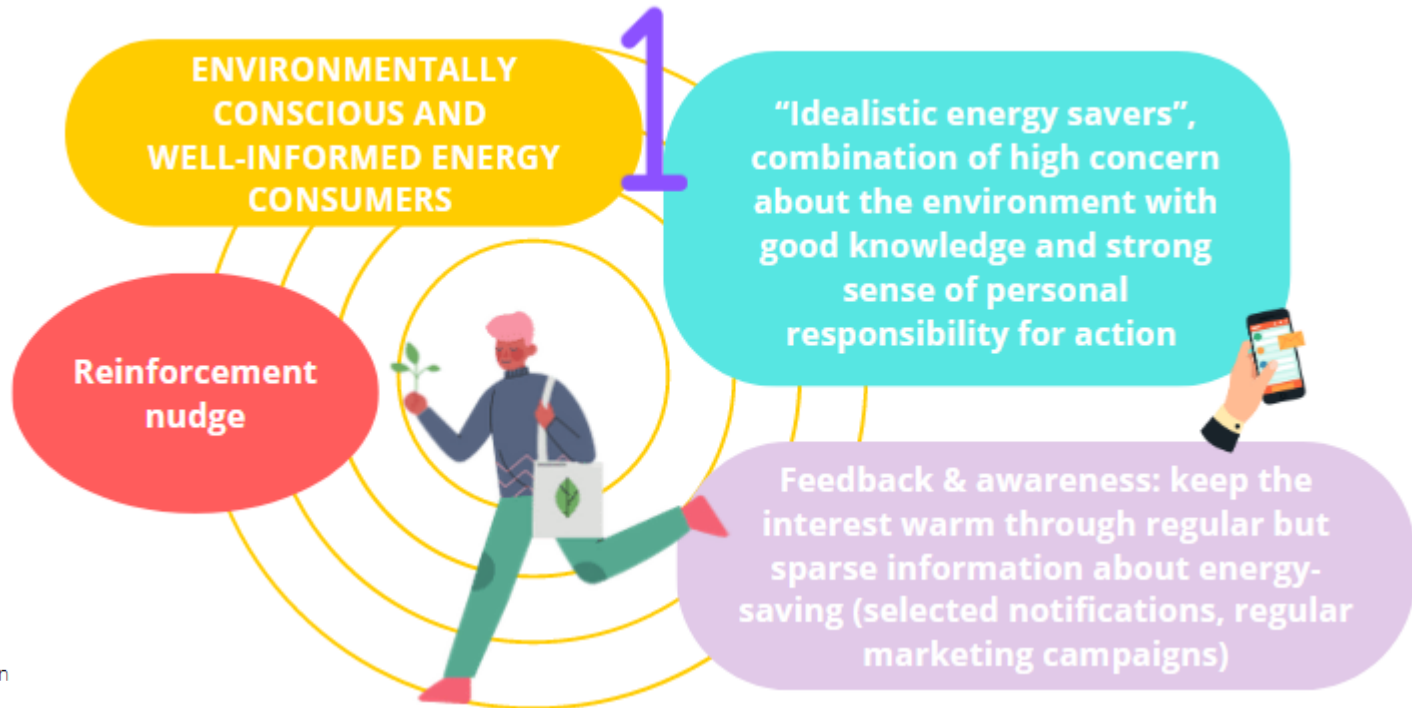 ENVIRONMENTALLY
CONSCIOUS AND
WELL-INFORMED ENERGY
CONSUMERS
1
“Idealistic energy savers”,
combination of high concern
about the environment with
good knowledge and strong
sense of personal
responsibility for action
Reinforcement
nudge
Feedback & awareness: keep the
interest warm through regular but
sparse information about energy-
saving (selected notifications, regular
marketing campaigns)
n